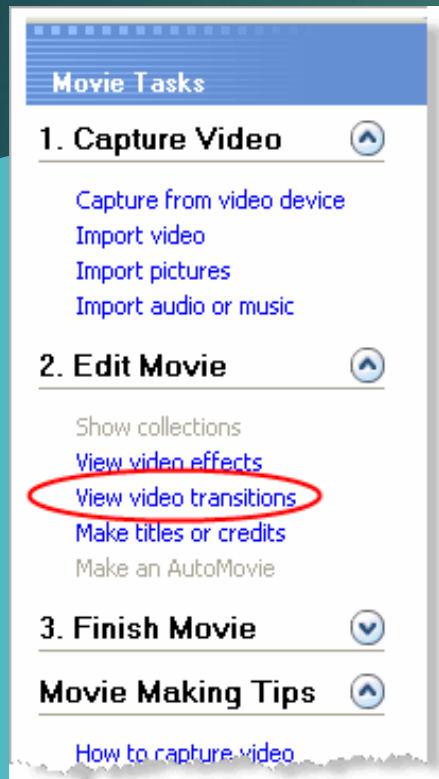 Movie Tasks
1. Capture Video
Capture from video device
Import video
Import pictures
Import audio or music
2. Edit Movie
Show collections
View video effects
View video transitions
Make titles or credits
Make an AutoMovie
3. Finish Movie
Movie Making Tips
How to capture video